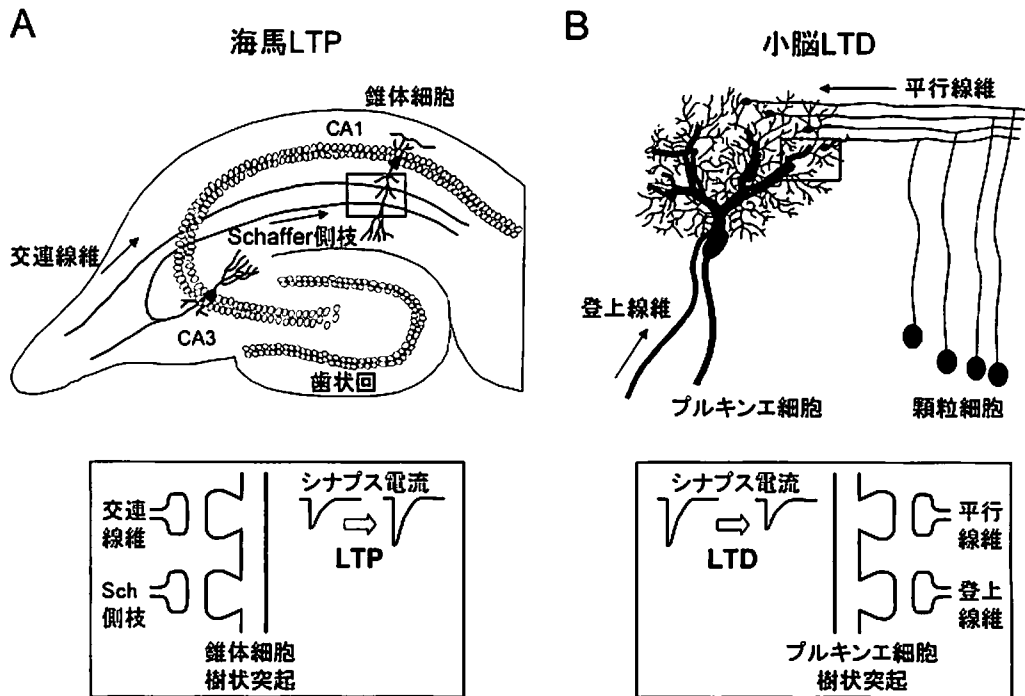 A
海馬LTP
錐体細胞
CA1
Schaffer側枝
交連線維
CA3
歯状回
交連
線維
Sch
側枝
シナプス電流
LTP
錐体細胞
樹状突起
B
小脳LTD
平行線維
登上線維
プルキンエ細胞
顆粒細胞
シナプス電流
LTD
平行
線維
登上
線維
プルキンエ細胞
樹状突起